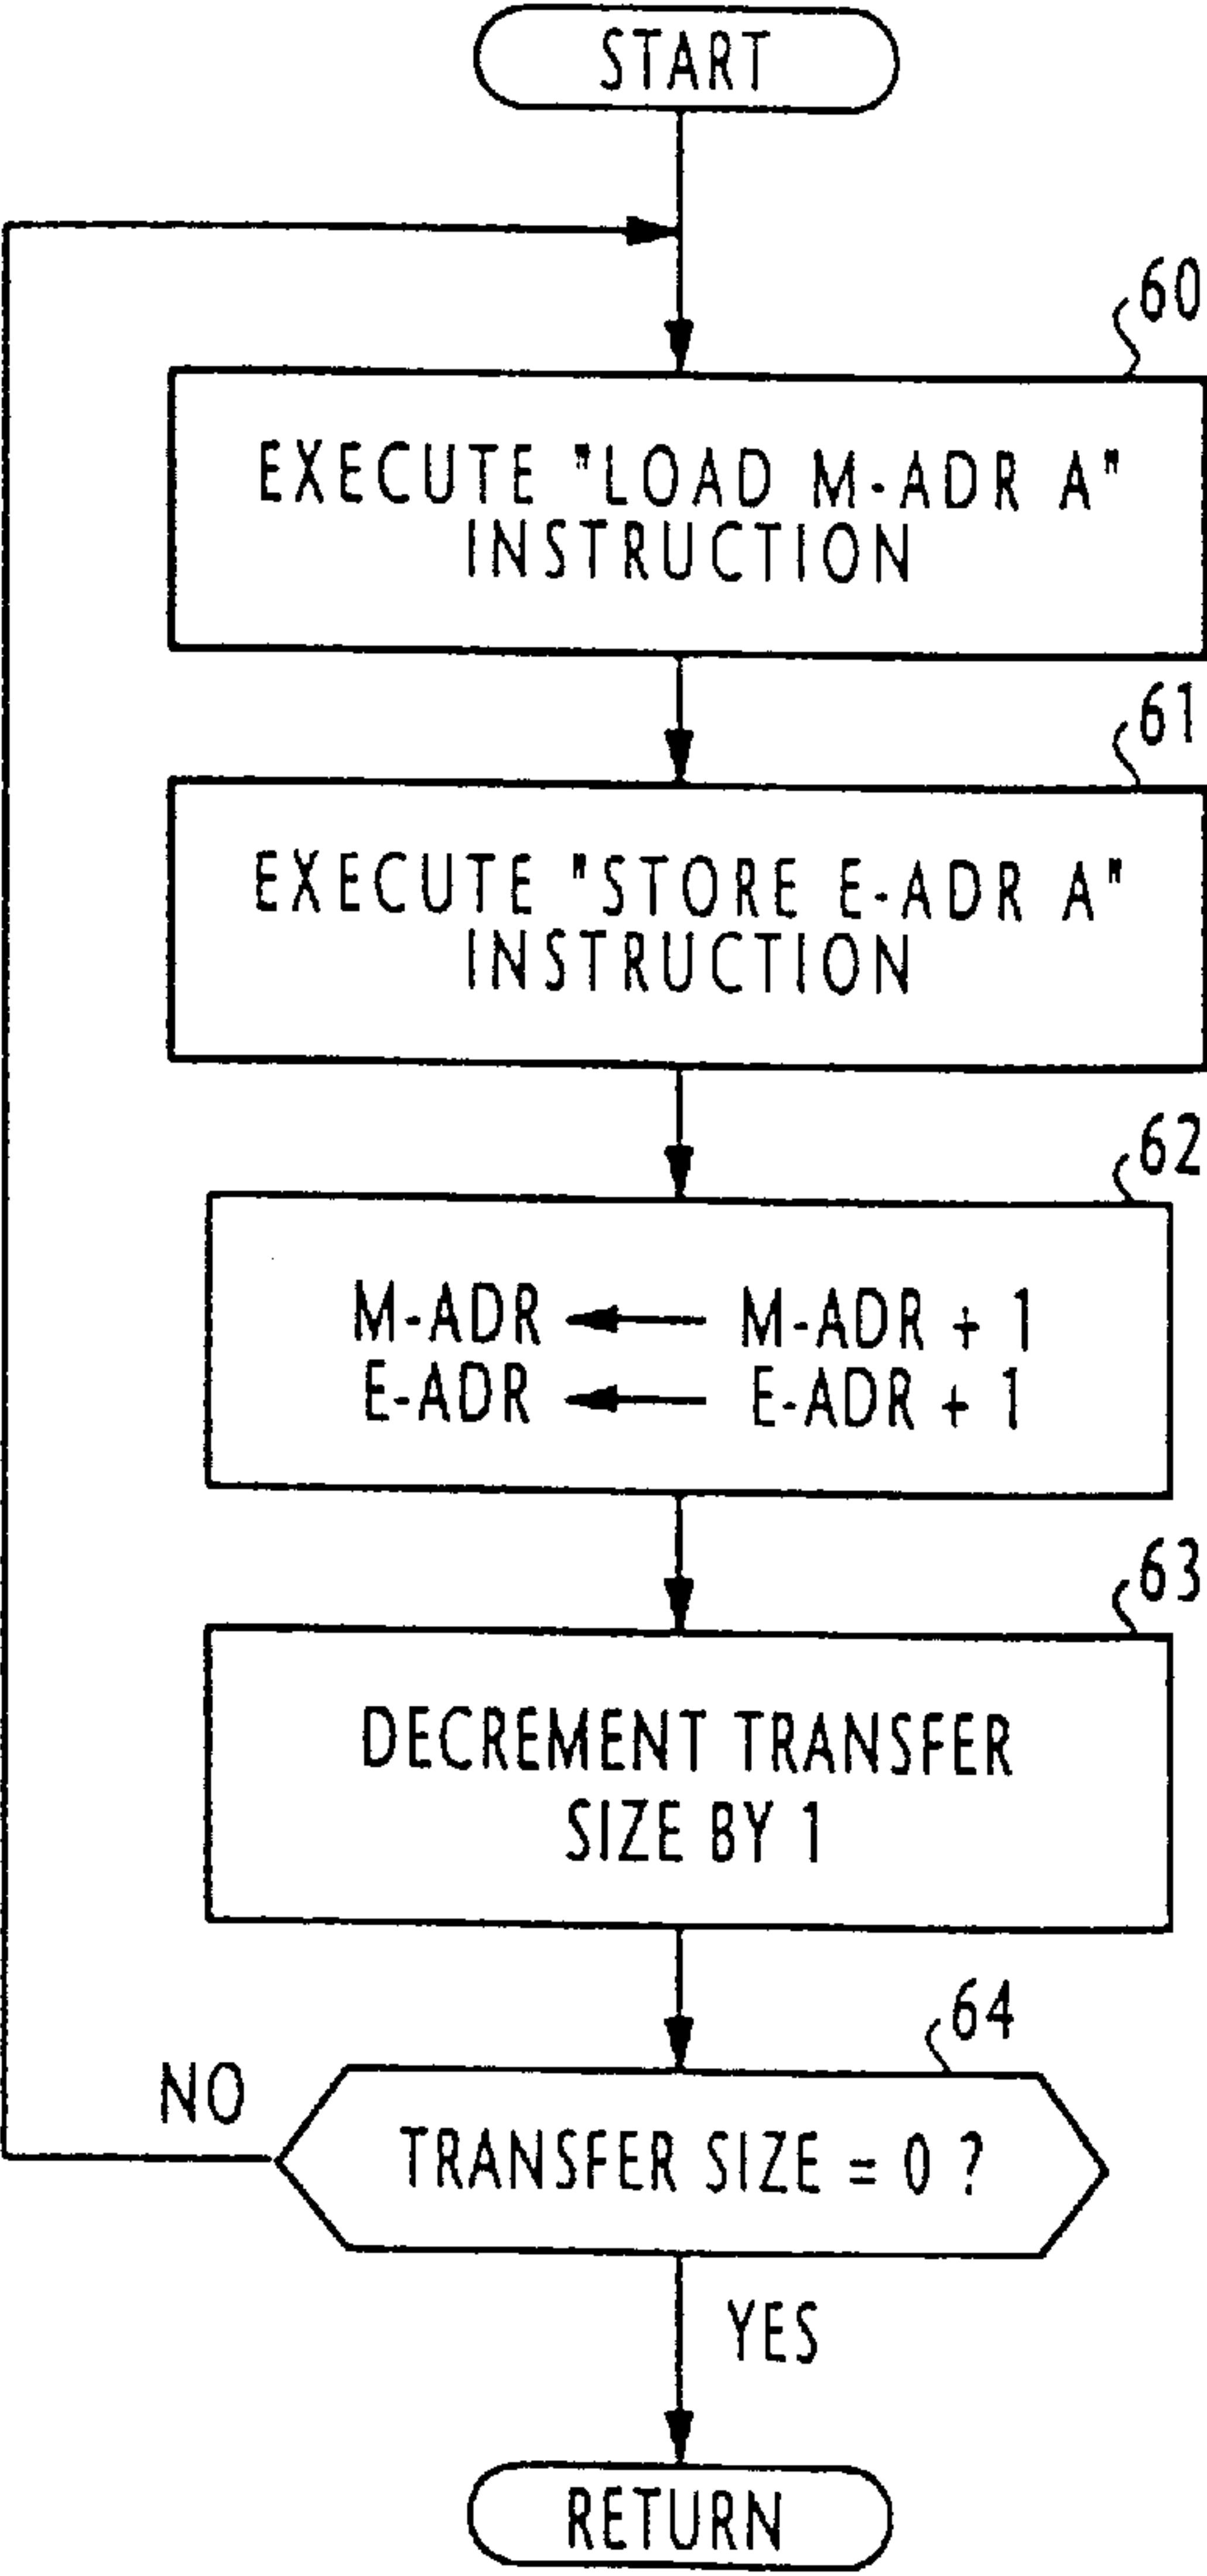 START
60
EXECUTE "LOAD M-ADR A"
INSTRUCTION
61
EXECUTE "STORE E-ADR A"
INSTRUCTION
62
M-ADR ← M-ADR + 1
E-ADR ← E-ADR + 1
63
DECREMENT TRANSFER
SIZE BY 1
64
NO
TRANSFER SIZE = 0 ?
YES
RETURN